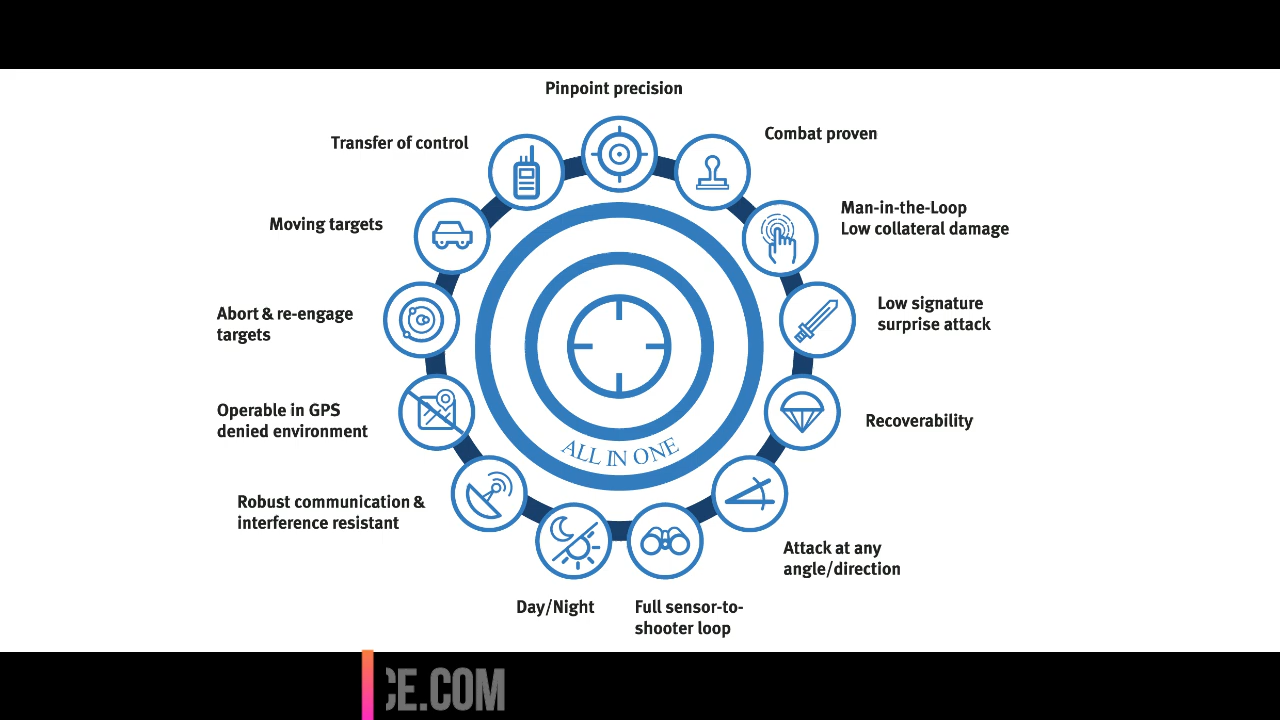 Pinpoint precision
Combat proven
Transfer of control
Man-in-the-Loop
Low collateral damage
Moving targets
Low signature
surprise attack
Abort & re-engage
targets
Operable in GPS
denied environment
Recoverability
ALL IN ONE
Robust communication &
interference resistant
Attack at any
angle/direction
Day/Night
Full sensor-to-
shooter loop
CE.COM